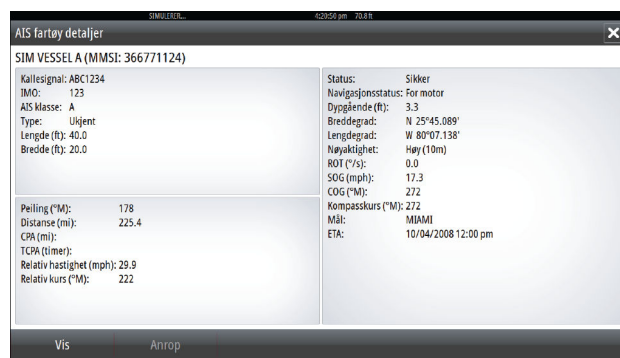 SIMULERER... 4:20:50 pm 70.8 ft
AIS fartøy detaljer
SIM VESSEL A (MMSI: 366771124)
Kallesignal: ABC1234
IMO: 123
AIS klasse: A
Type: Ukjent
Lengde (ft): 40.0
Bredde (ft): 20.0
Peiling (°M): 178
Distanse (mi): 225.4
CPA (mi):
TCPA (timer):
Relativ hastighet (mph): 29.9
Relativ kurs (°M): 222
Status: Sikker
Navigasjonsstatus: For motor
Dypgående (ft): 3.3
Breddegrad: N 25°45.089'
Lengdegrad: W 80°07.138'
Nøyaktighet: Høy (10m)
ROT (°/s): 0.0
SOG (mph): 17.3
COG (°M): 272
Kompasskurs (°M): 272
Mål: MIAMI
ETA: 10/04/2008 12:00 pm
Vis Anrop